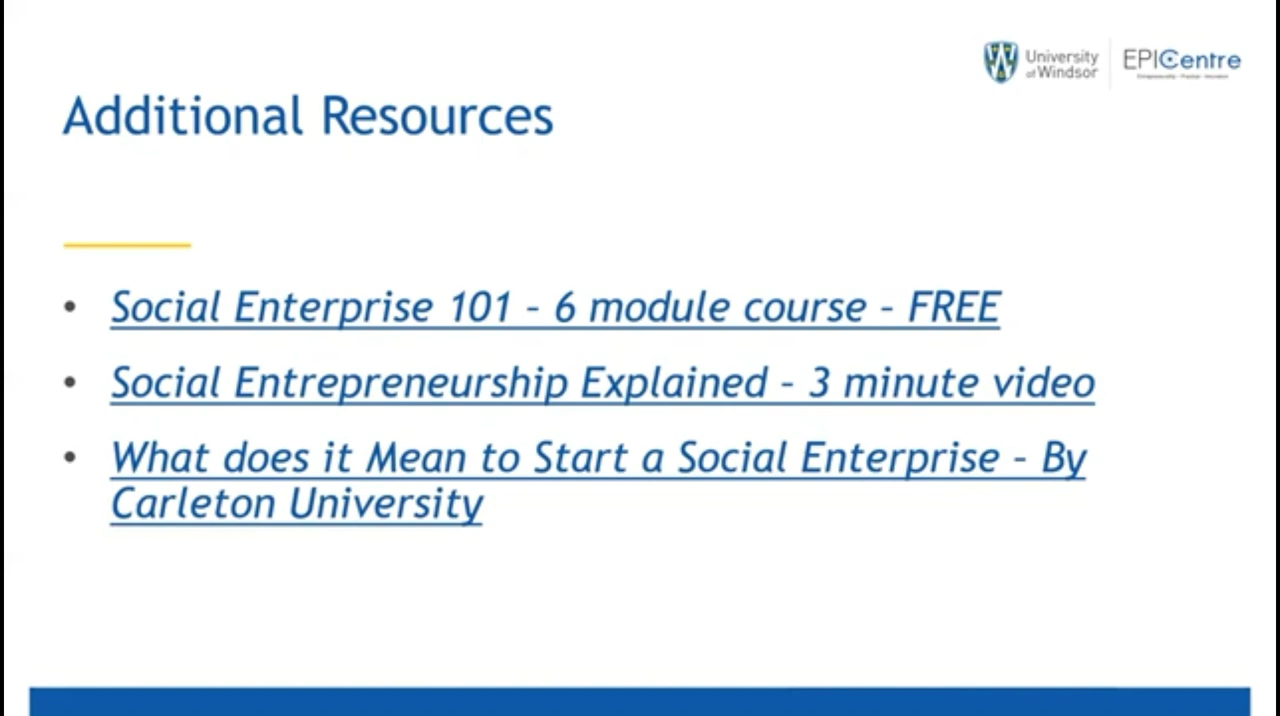 University
of Windsor
EPICentre
Additional Resources
• Social Enterprise 101 – 6 module course – FREE
• Social Entrepreneurship Explained – 3 minute video
• What does it Mean to Start a Social Enterprise – By
Carleton University